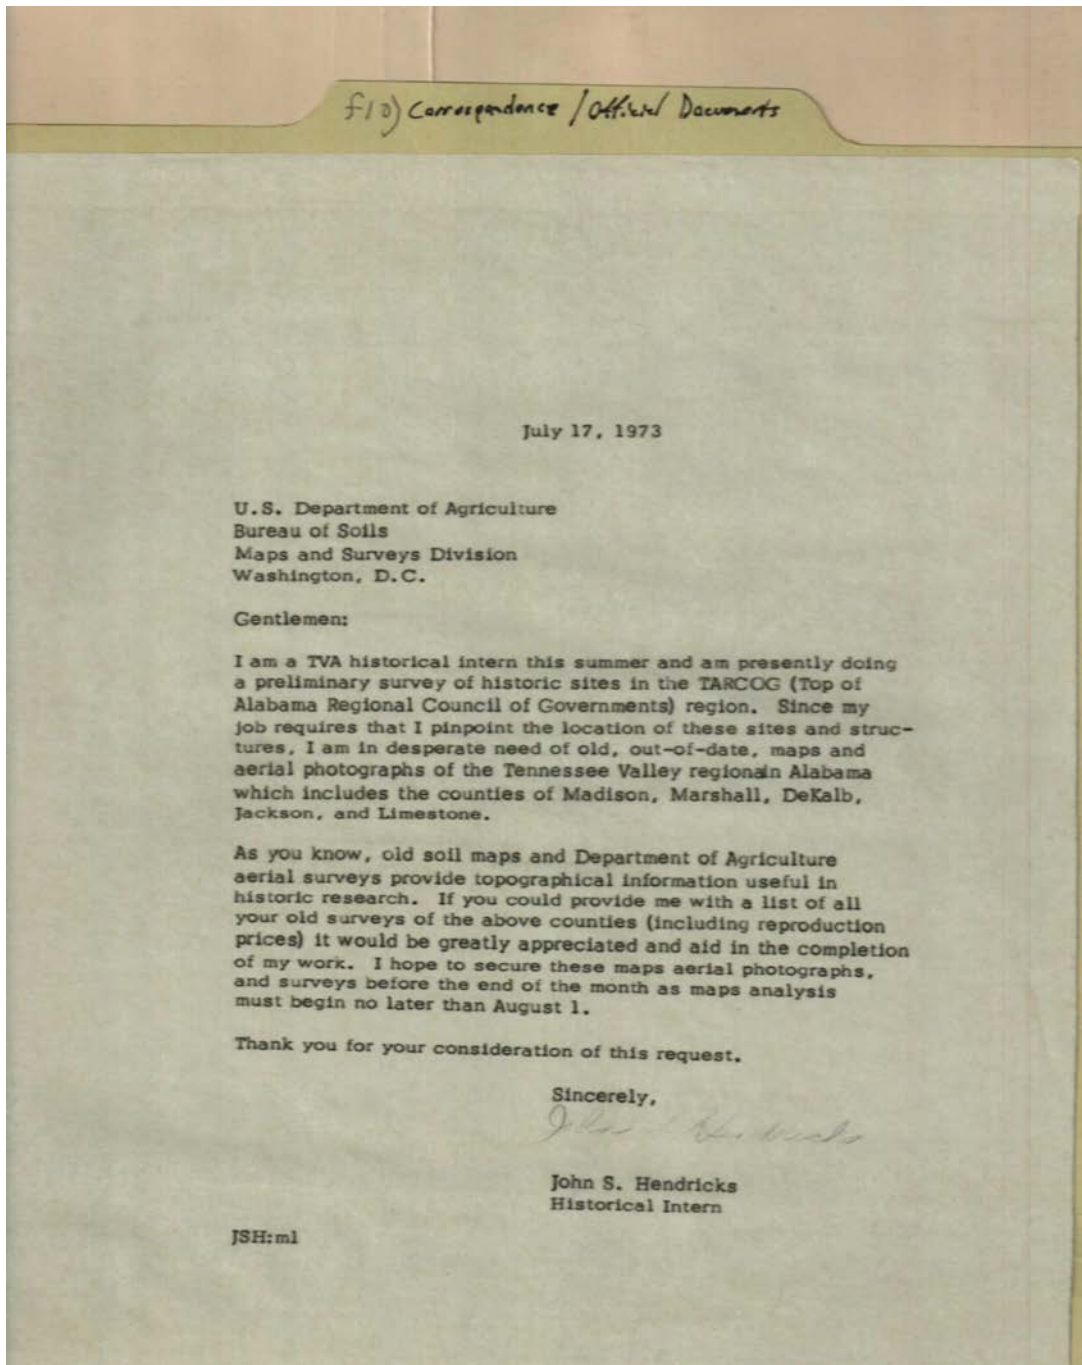 f10) Correspondence / Official Documents
July 17, 1973
U.S. Department of Agriculture
Bureau of Soils
Maps and Surveys Division
Washington, D.C.
Gentlemen:
I am a TVA historical intern this summer and am presently doing
a preliminary survey of historic sites in the TARCOG (Top of
Alabama Regional Council of Governments) region. Since my
job requires that I pinpoint the location of these sites and struc-
tures, I am in desperate need of old, out-of-date, maps and
aerial photographs of the Tennessee Valley regionain Alabama
which includes the counties of Madison, Marshall, DeKalb,
Jackson, and Limestone.
As you know, old soil maps and Department of Agriculture
aerial surveys provide topographical information useful in
historic research. If you could provide me with a list of all
your old surveys of the above counties (including reproduction
prices) it would be greatly appreciated and aid in the completion
of my work. I hope to secure these maps aerial photographs,
and surveys before the end of the month as maps analysis
must begin no later than August 1.
Thank you for your consideration of this request.
Sincerely,
John Hendricks
John S. Hendricks
Historical Intern
JSH:ml